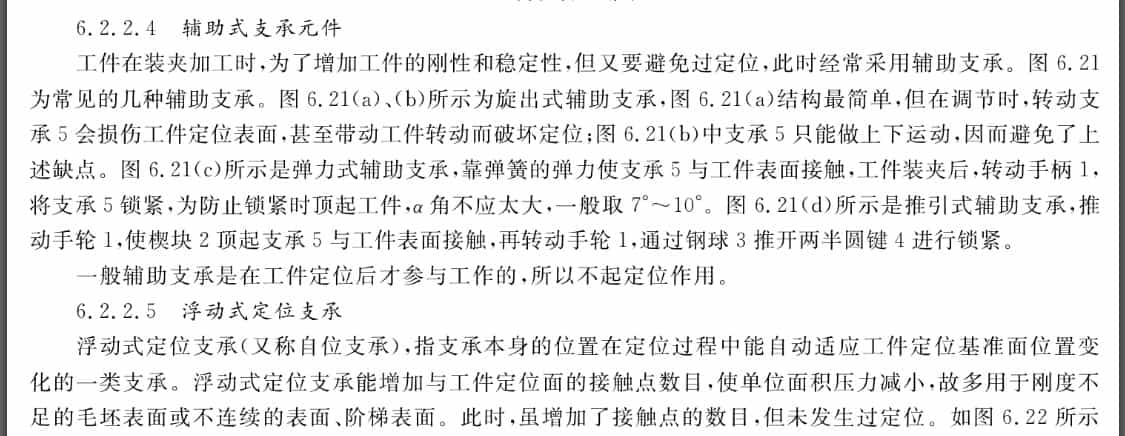 6.2.2.4 辅助式支承元件
工件在装夹加工时,为了增加工件的刚性和稳定性,但又要避免过定位,此时经常采用辅助支承。图 6.21
为常见的几种辅助支承。图 6.21(a)、(b)所示为旋出式辅助支承,图 6.21(a)结构最简单,但在调节时,转动支
承 5 会损伤工件定位表面,甚至带动工件转动而破坏定位;图 6.21(b)中支承 5 只能做上下运动,因而避免了上
述缺点。图 6.21(c)所示是弹力式辅助支承,靠弹簧的弹力使支承 5 与工件表面接触,工件装夹后,转动手柄 1,
将支承 5 锁紧,为防止锁紧时顶起工件,α 角不应太大,一般取 7°～10°。图 6.21(d)所示是推引式辅助支承,推
动手轮 1,使楔块 2 顶起支承 5 与工件表面接触,再转动手轮 1,通过钢球 3 推开两半圆键 4 进行锁紧。
一般辅助支承是在工件定位后才参与工作的,所以不起定位作用。
6.2.2.5 浮动式定位支承
浮动式定位支承(又称自位支承),指支承本身的位置在定位过程中能自动适应工件定位基准面位置变
化的一类支承。浮动式定位支承能增加与工件定位面的接触点数目,使单位面积压力减小,故多用于刚度不
足的毛坯表面或不连续的表面、阶梯表面。此时,虽增加了接触点的数目,但未发生过定位。如图 6.22 所示